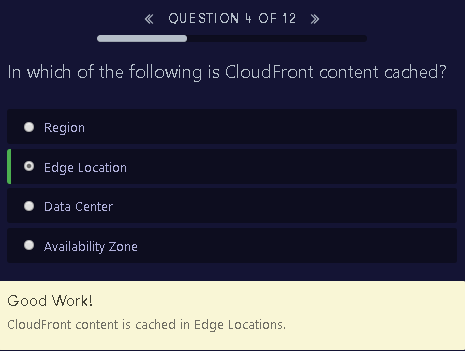 « QUESTION 4 OF 12 »
In which of the following is CloudFront content cached?
Region
Edge Location
Data Center
Availability Zone
Good Work!
CloudFront content is cached in Edge Locations.